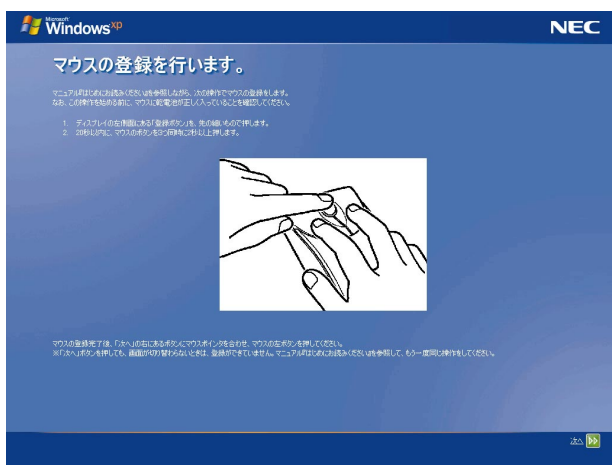 Microsoft
Windows xp
NEC
マウスの登録を行います。
マニュアル『はじめにお読みください』を参照しながら、次の操作でマウスの登録をします。
なお、この操作を始める前に、マウスに乾電池が正しく入っていることを確認してください。
1. ディスプレイの左側面にある「登録ボタン」を、先の細いもので押します。
2. 20秒以内に、マウスのボタンを3つ同時に2秒以上押します。
マウスの登録完了後、「次へ」の右にあるボタンにマウスポインタを合わせ、マウスの左ボタンを押してください。
※「次へ」ボタンを押しても、画面が切り替わらないときは、登録ができていません。マニュアル『はじめにお読みください』を参照して、もう一度同じ操作をしてください。
次へ